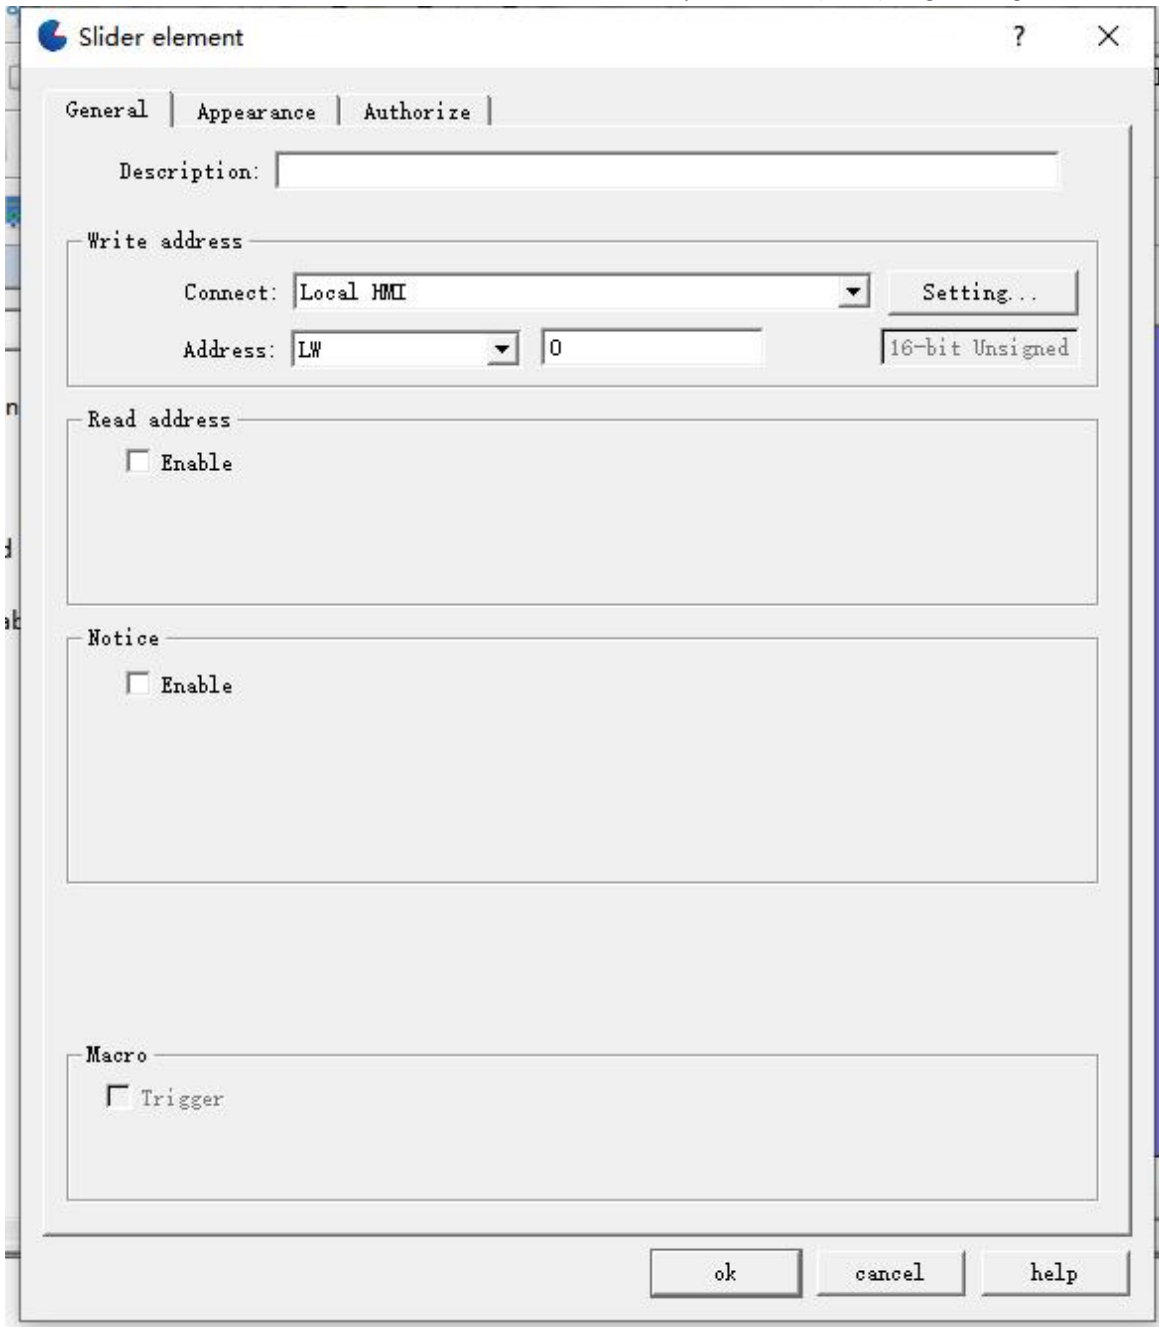 Slider element
?
General Appearance Authorize
Description:
Write address
Connect: Local HMI Setting...
Address: LW 0 16-bit Unsigned
Read address
Enable
Notice
Enable
Macro
Trigger
ok cancel help